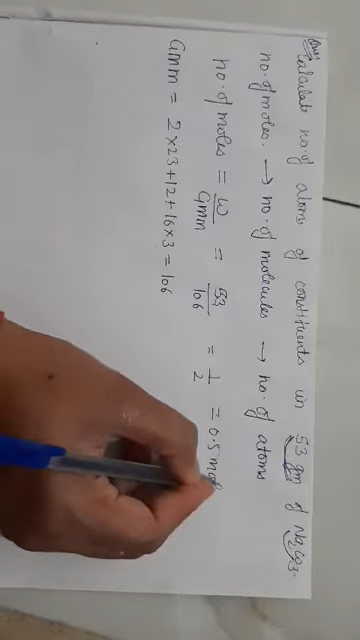 Ques: Calculate no. of atoms of constituents in 53 gm of Na2CO3.
no. of moles. → no. of molecules → no. of atoms
no. of moles = W/GMM = 53/106 = 1/2 = 0.5 mol
GMM = 2×23+12+16×3 = 106